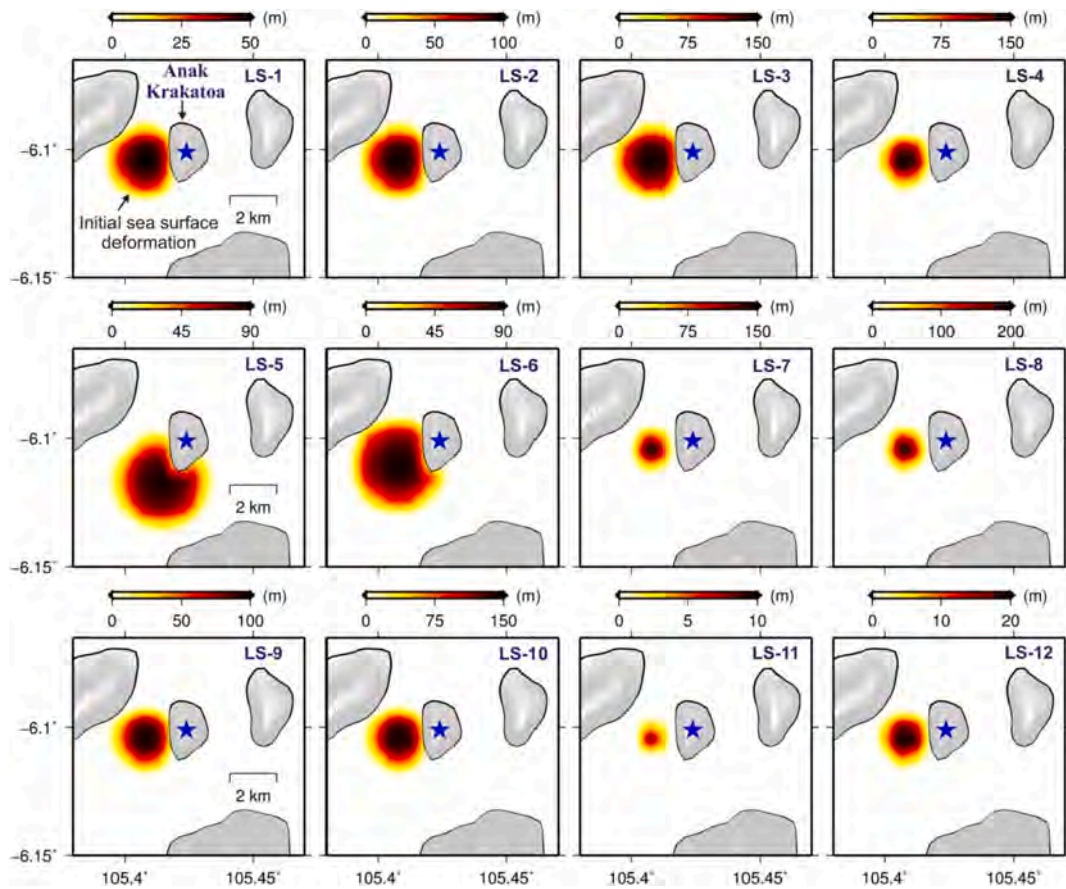 (m) (m) (m) (m)
0 25 50 0 50 100 0 75 150 0 75 150
LS-1 LS-2 LS-3 LS-4
Anak
Krakatoa
−6.1°
2 km
Initial sea surface
deformation
−6.15°
(m) (m) (m) (m)
0 45 90 0 45 90 0 75 150 0 100 200
LS-5 LS-6 LS-7 LS-8
−6.1°
2 km
−6.15°
(m) (m) (m) (m)
0 50 100 0 75 150 0 5 10 0 10 20
LS-9 LS-10 LS-11 LS-12
−6.1°
2 km
−6.15°
105.4° 105.45° 105.4° 105.45° 105.4° 105.45° 105.4° 105.45°